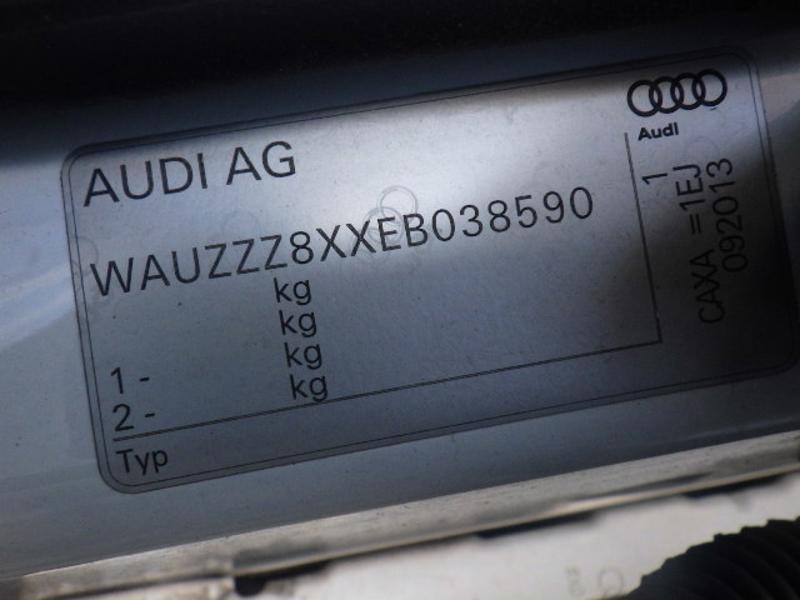 Audi
AUDI AG
WAUZZZ8XXEB038590
kg
kg
1 - kg
2 - kg
Typ
1
CAXA =1EJ
092013